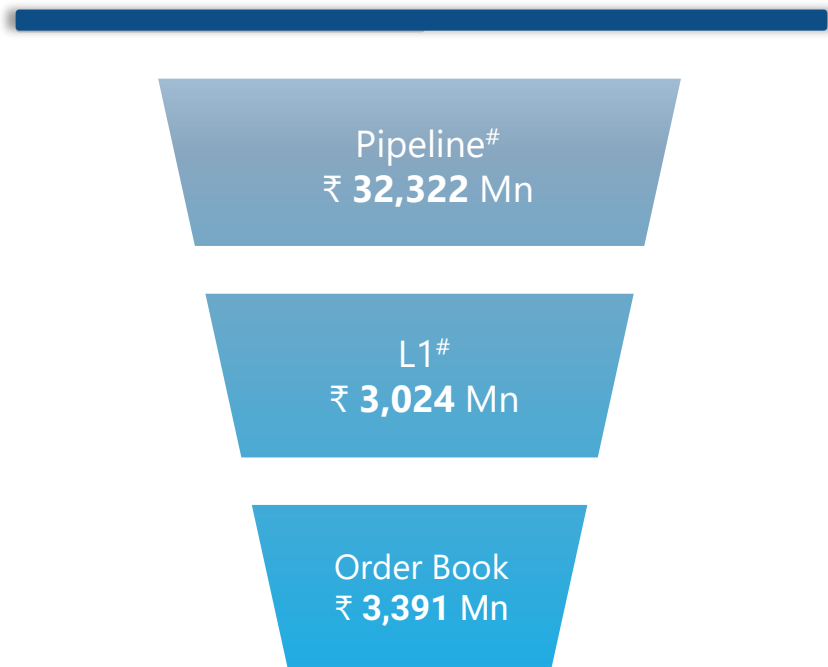 Pipeline#
₹ 32,322 Mn
L1#
₹ 3,024 Mn
Order Book
₹ 3,391 Mn